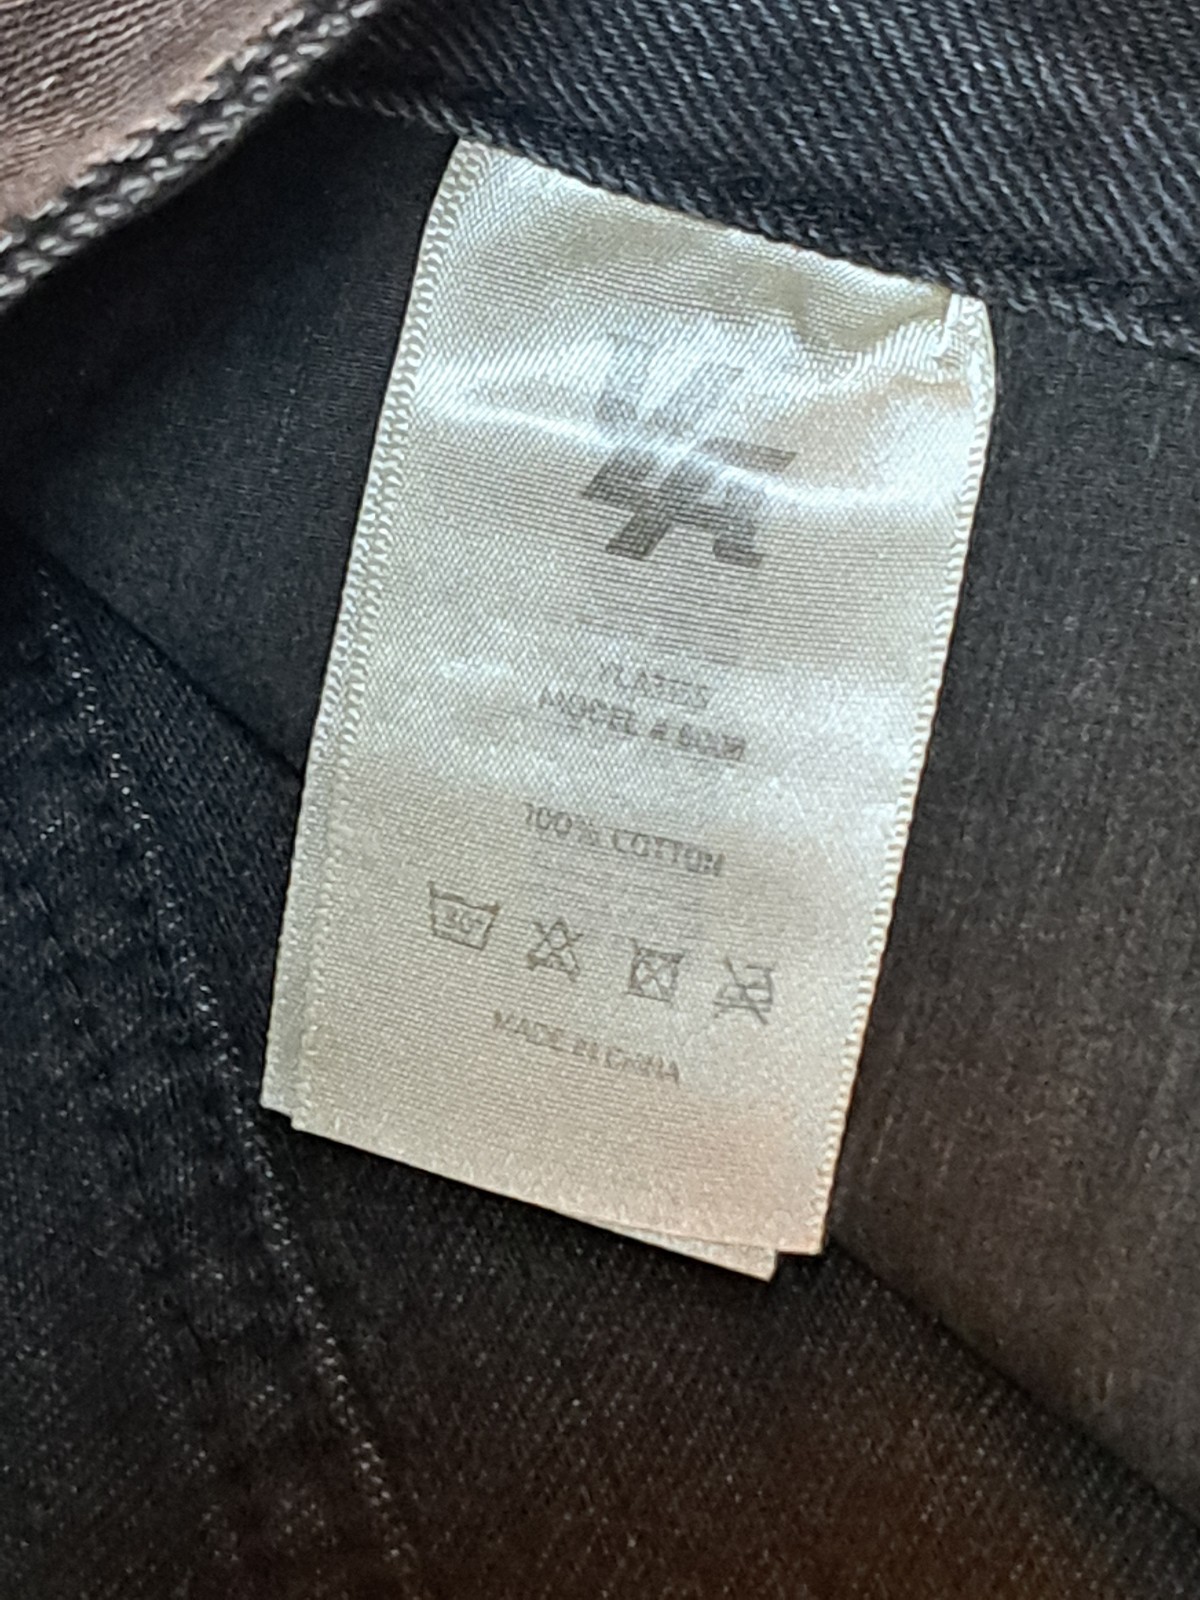 MODEL #
100% COTTON
30°
MADE IN CHINA